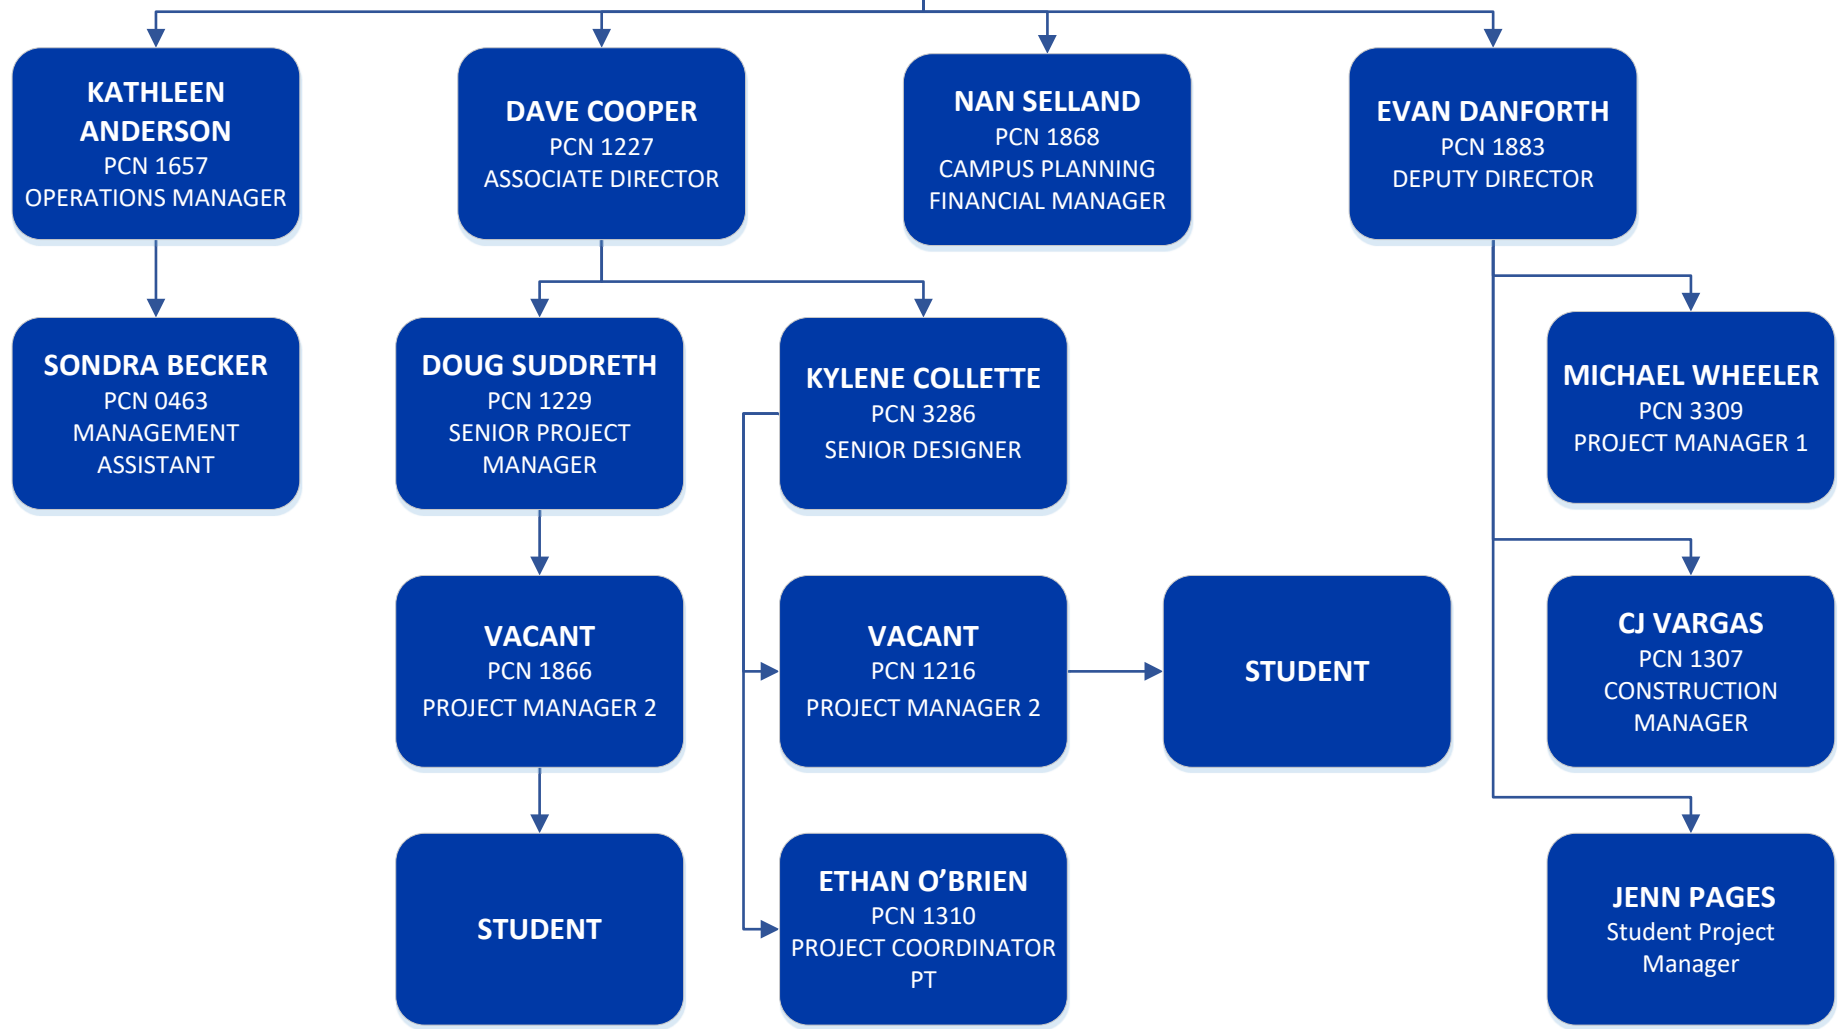 KATHLEEN
ANDERSON
PCN 1657
OPERATIONS MANAGER
DAVE COOPER
PCN 1227
ASSOCIATE DIRECTOR
NAN SELLAND
PCN 1868
CAMPUS PLANNING
FINANCIAL MANAGER
EVAN DANFORTH
PCN 1883
DEPUTY DIRECTOR
SONDRA BECKER
PCN 0463
MANAGEMENT
ASSISTANT
DOUG SUDDRETH
PCN 1229
SENIOR PROJECT
MANAGER
KYLENE COLLETTE
PCN 3286
SENIOR DESIGNER
MICHAEL WHEELER
PCN 3309
PROJECT MANAGER 1
VACANT
PCN 1866
PROJECT MANAGER 2
VACANT
PCN 1216
PROJECT MANAGER 2
STUDENT
CJ VARGAS
PCN 1307
CONSTRUCTION
MANAGER
STUDENT
ETHAN O’BRIEN
PCN 1310
PROJECT COORDINATOR
PT
JENN PAGES
Student Project
Manager